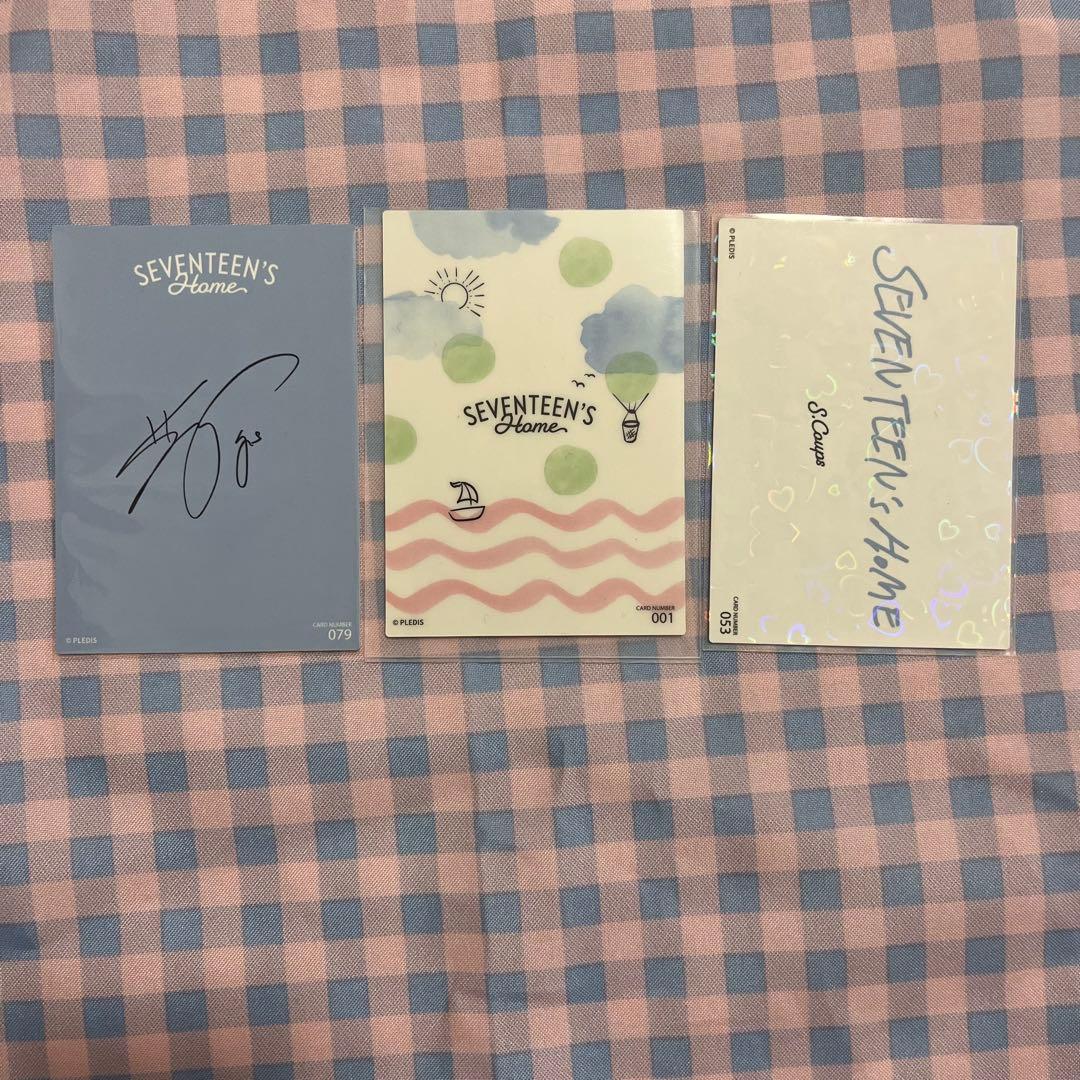 SEVENTEEN'S
Home
© PLEDIS
CARD NUMBER
079
SEVENTEEN'S
Home
© PLEDIS
CARD NUMBER
001
© PLEDIS
SEVENTEEN'S HOME
S.Coups
CARD NUMBER
053